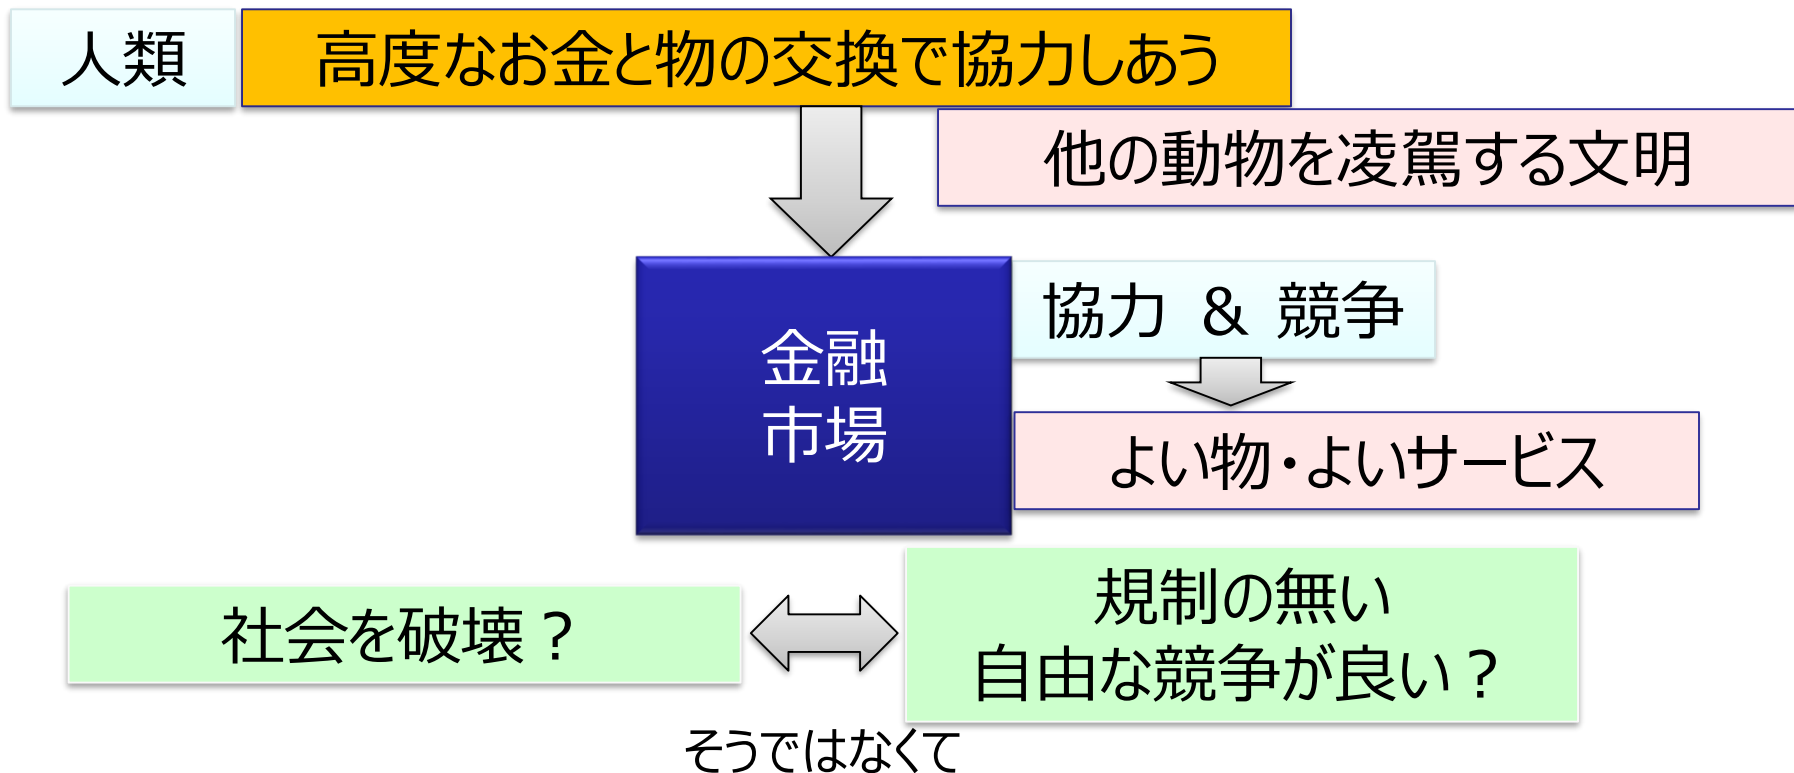 人類
高度なお金と物の交換で協力しあう
他の動物を凌駕する文明
金融
市場
協力 & 競争
よい物・よいサービス
社会を破壊？
規制の無い
自由な競争が良い？
そうではなくて